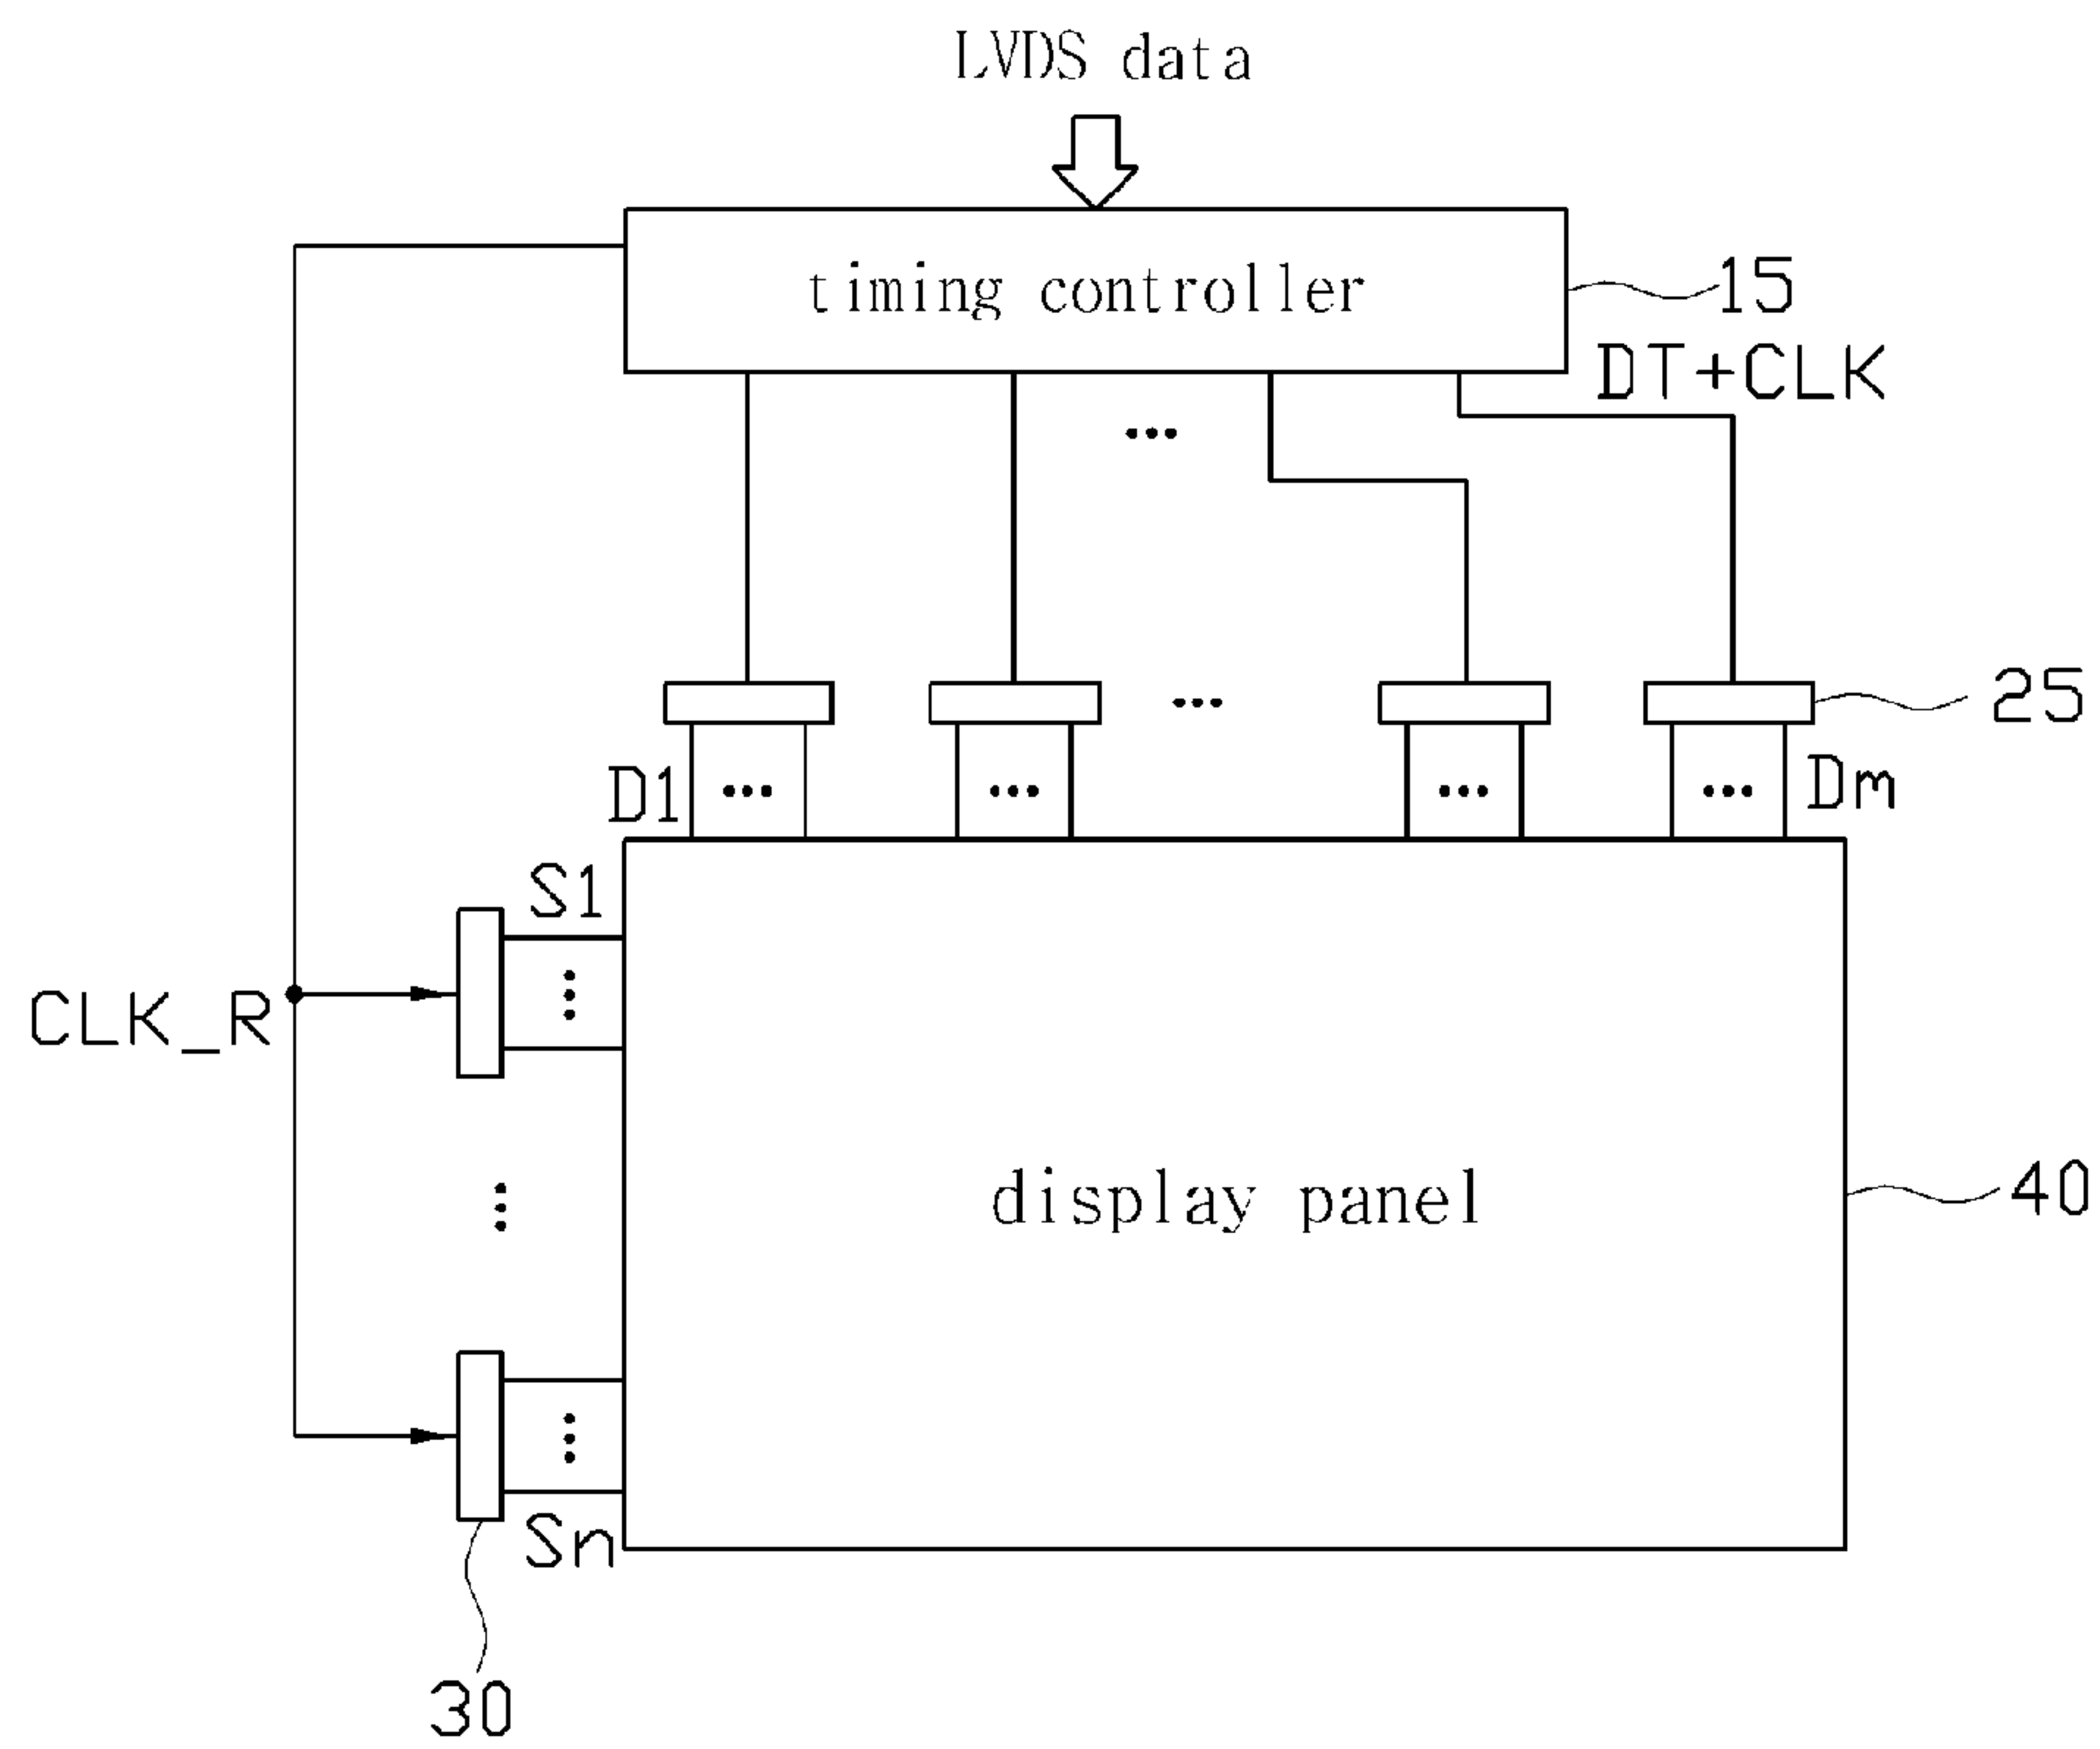 LVDS data
timing controller
15
DT+CLK
25
D1
Dm
S1
CLK_R
display panel
40
Sn
30